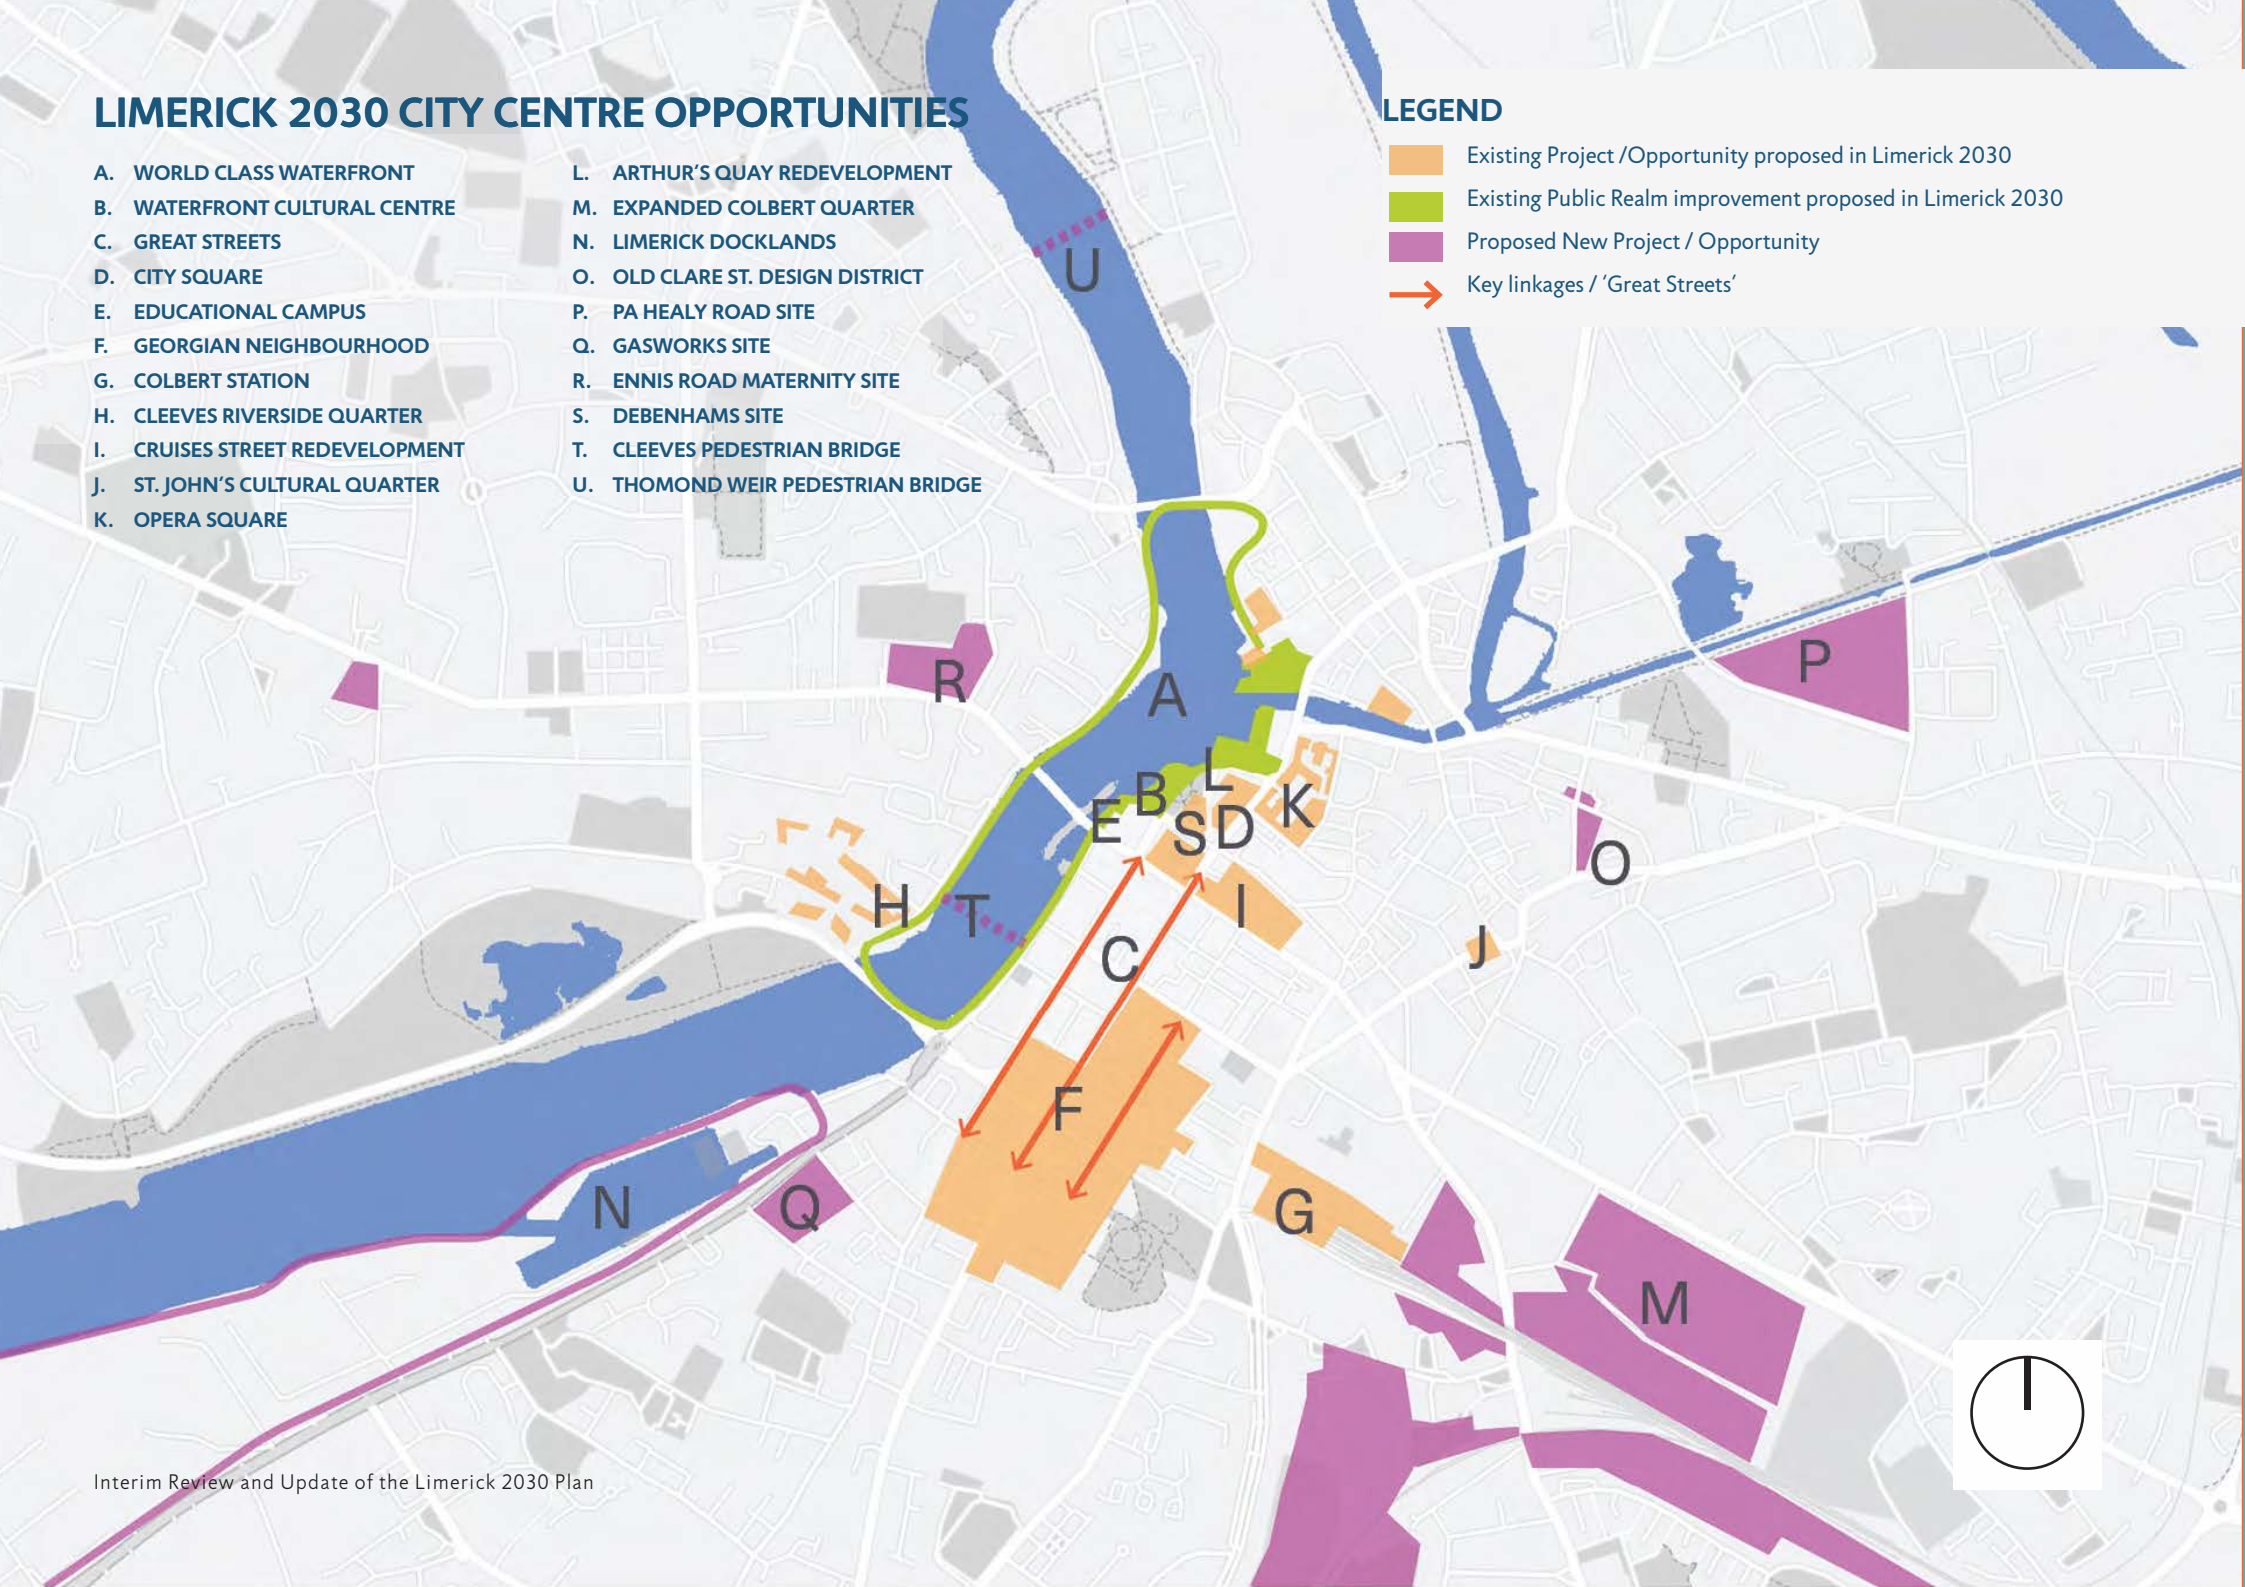 LIMERICK 2030 CITY CENTRE OPPORTUNITIES
A. WORLD CLASS WATERFRONT
B. WATERFRONT CULTURAL CENTRE
C. GREAT STREETS
D. CITY SQUARE
E. EDUCATIONAL CAMPUS
F. GEORGIAN NEIGHBOURHOOD
G. COLBERT STATION
H. CLEEVES RIVERSIDE QUARTER
I. CRUISES STREET REDEVELOPMENT
J. ST. JOHN'S CULTURAL QUARTER
K. OPERA SQUARE
L. ARTHUR'S QUAY REDEVELOPMENT
M. EXPANDED COLBERT QUARTER
N. LIMERICK DOCKLANDS
O. OLD CLARE ST. DESIGN DISTRICT
P. PA HEALY ROAD SITE
Q. GASWORKS SITE
R. ENNIS ROAD MATERNITY SITE
S. DEBENHAMS SITE
T. CLEEVES PEDESTRIAN BRIDGE
U. THOMOND WEIR PEDESTRIAN BRIDGE
LEGEND
Existing Project /Opportunity proposed in Limerick 2030
Existing Public Realm improvement proposed in Limerick 2030
Proposed New Project / Opportunity
Key linkages / 'Great Streets'
U
R
P
A
L
B
E
S
D
K
O
H
T
I
C
J
F
N
Q
G
M
Interim Review and Update of the Limerick 2030 Plan